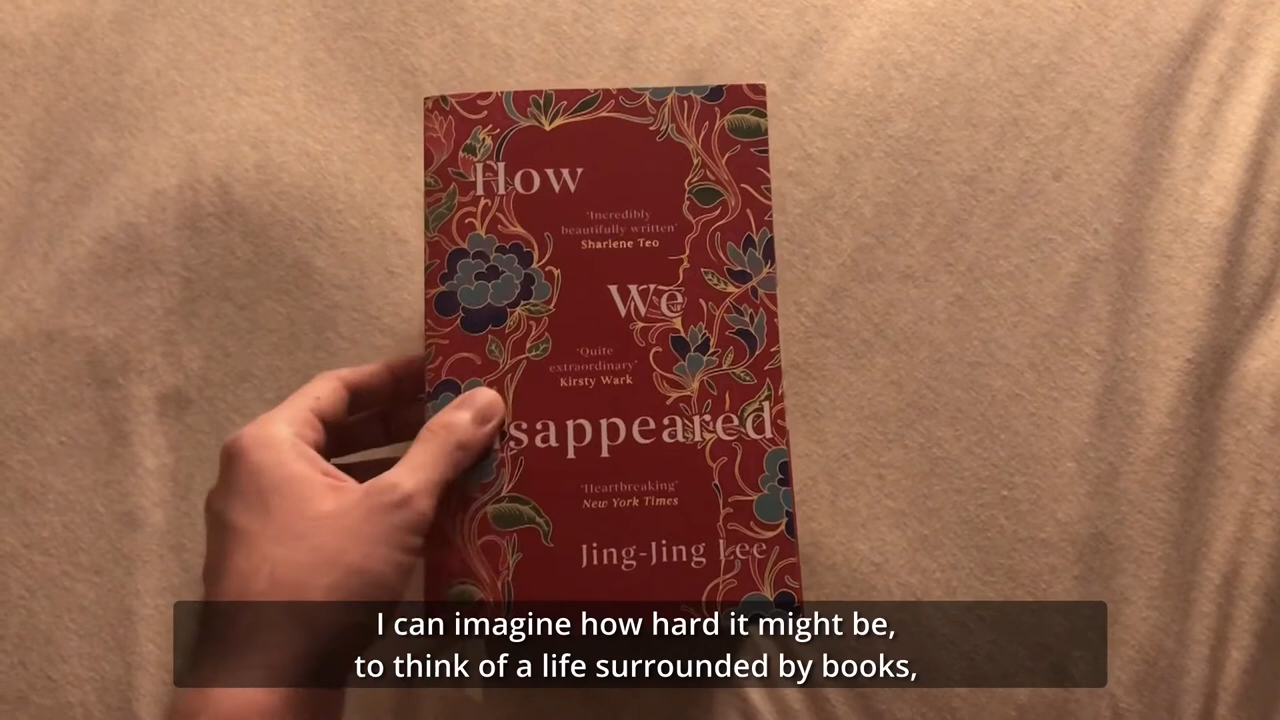 How
'Incredibly
beautifully written'
Sharlene Teo
We
'Quite
extraordinary'
Kirsty Wark
sappeared
'Heartbreaking'
New York Times
Jing-Jing Lee
I can imagine how hard it might be,
to think of a life surrounded by books,